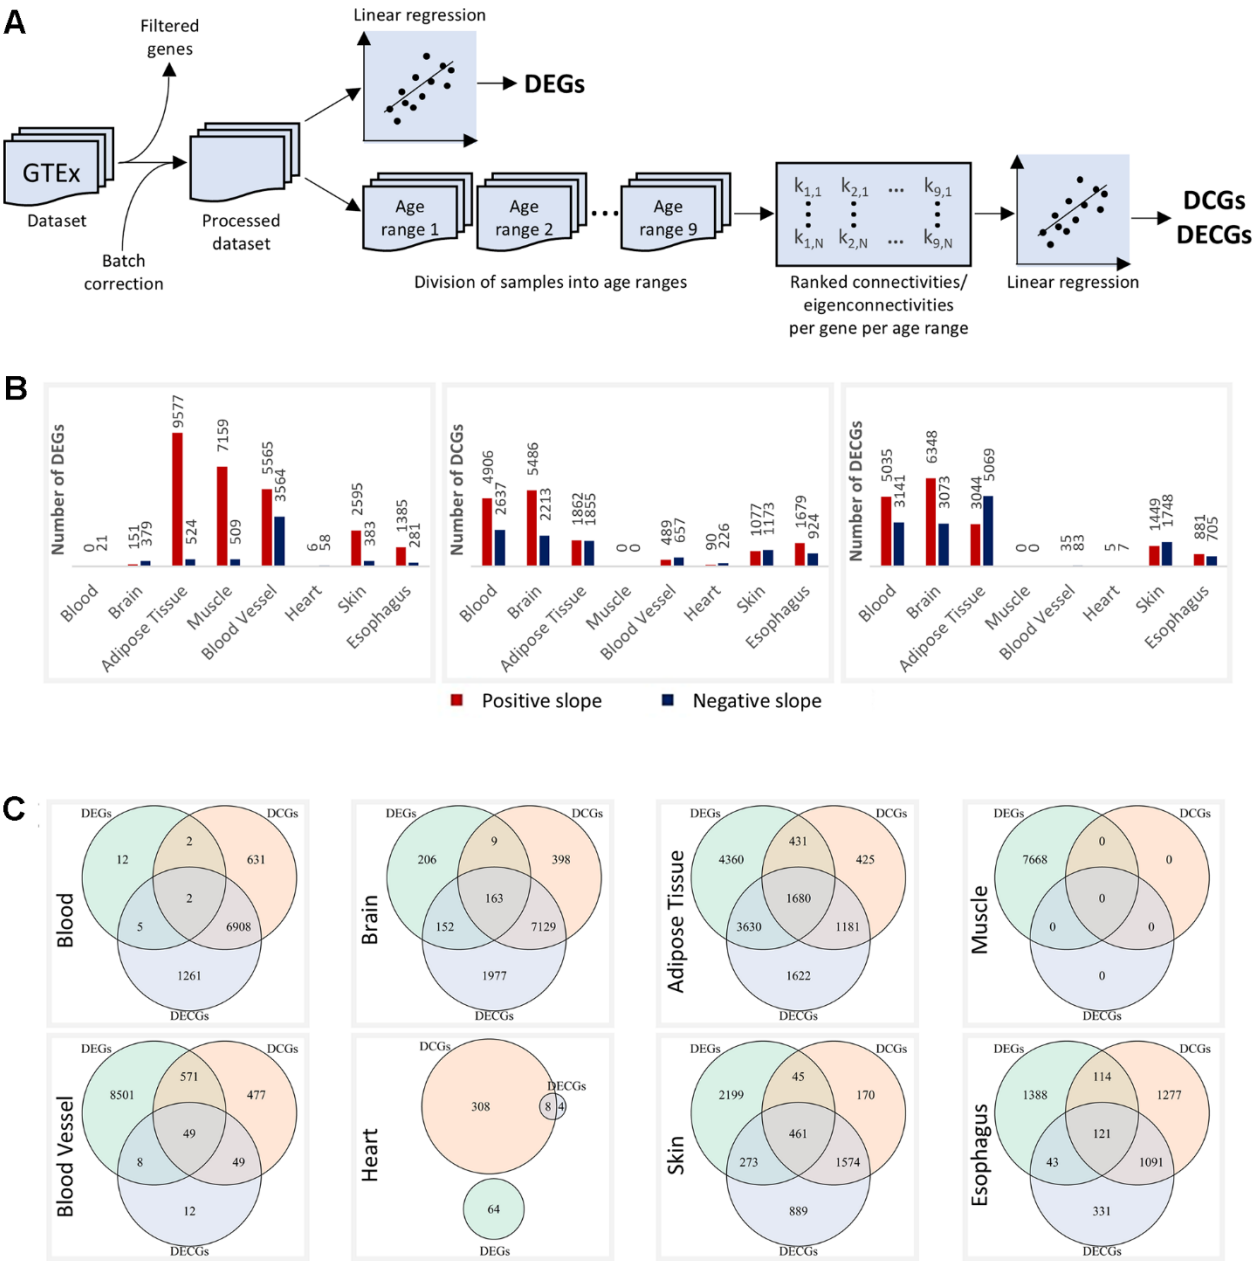 A
Filtered
genes
Linear regression
DEGs
GTEx
Dataset
Batch
correction
Processed
dataset
Age
range 1
Age
range 2
Age
range 9
Division of samples into age ranges
k1,1 k2,1 ... k9,1
k1,N k2,N ... k9,N
Ranked connectivities/
eigenconnectivities
per gene per age range
Linear regression
DCGs
DECGs
B
Number of DEGs
0 21 151 379 9577 524 7159 509 5565 3564 6 58 2595 383 1385 281
Blood Brain Adipose Tissue Muscle Blood Vessel Heart Skin Esophagus
Number of DCGs
4906 2637 5486 2213 1862 1855 0 0 489 657 90 226 1077 1173 1679 924
Blood Brain Adipose Tissue Muscle Blood Vessel Heart Skin Esophagus
Number of DECGs
5035 3141 6348 3073 3044 5069 0 0 35 83 5 7 1449 1748 881 705
Blood Brain Adipose Tissue Muscle Blood Vessel Heart Skin Esophagus
Positive slope Negative slope
C
Blood
DEGs DCGs
2
12 631
2
5 6908
1261
DECGs
Brain
DEGs DCGs
9
206 398
163
152 7129
1977
DECGs
Adipose Tissue
DEGs DCGs
431
4360 425
1680
3630 1181
1622
DECGs
Muscle
DEGs DCGs
0
7668 0
0
0 0
0
DECGs
Blood Vessel
DEGs DCGs
571
8501 477
49
8 49
12
DECGs
Heart
DCGs
DECGs
308 8 4
64
DEGs
Skin
DEGs DCGs
45
2199 170
461
273 1574
889
DECGs
Esophagus
DEGs DCGs
114
1388 1277
121
43 1091
331
DECGs